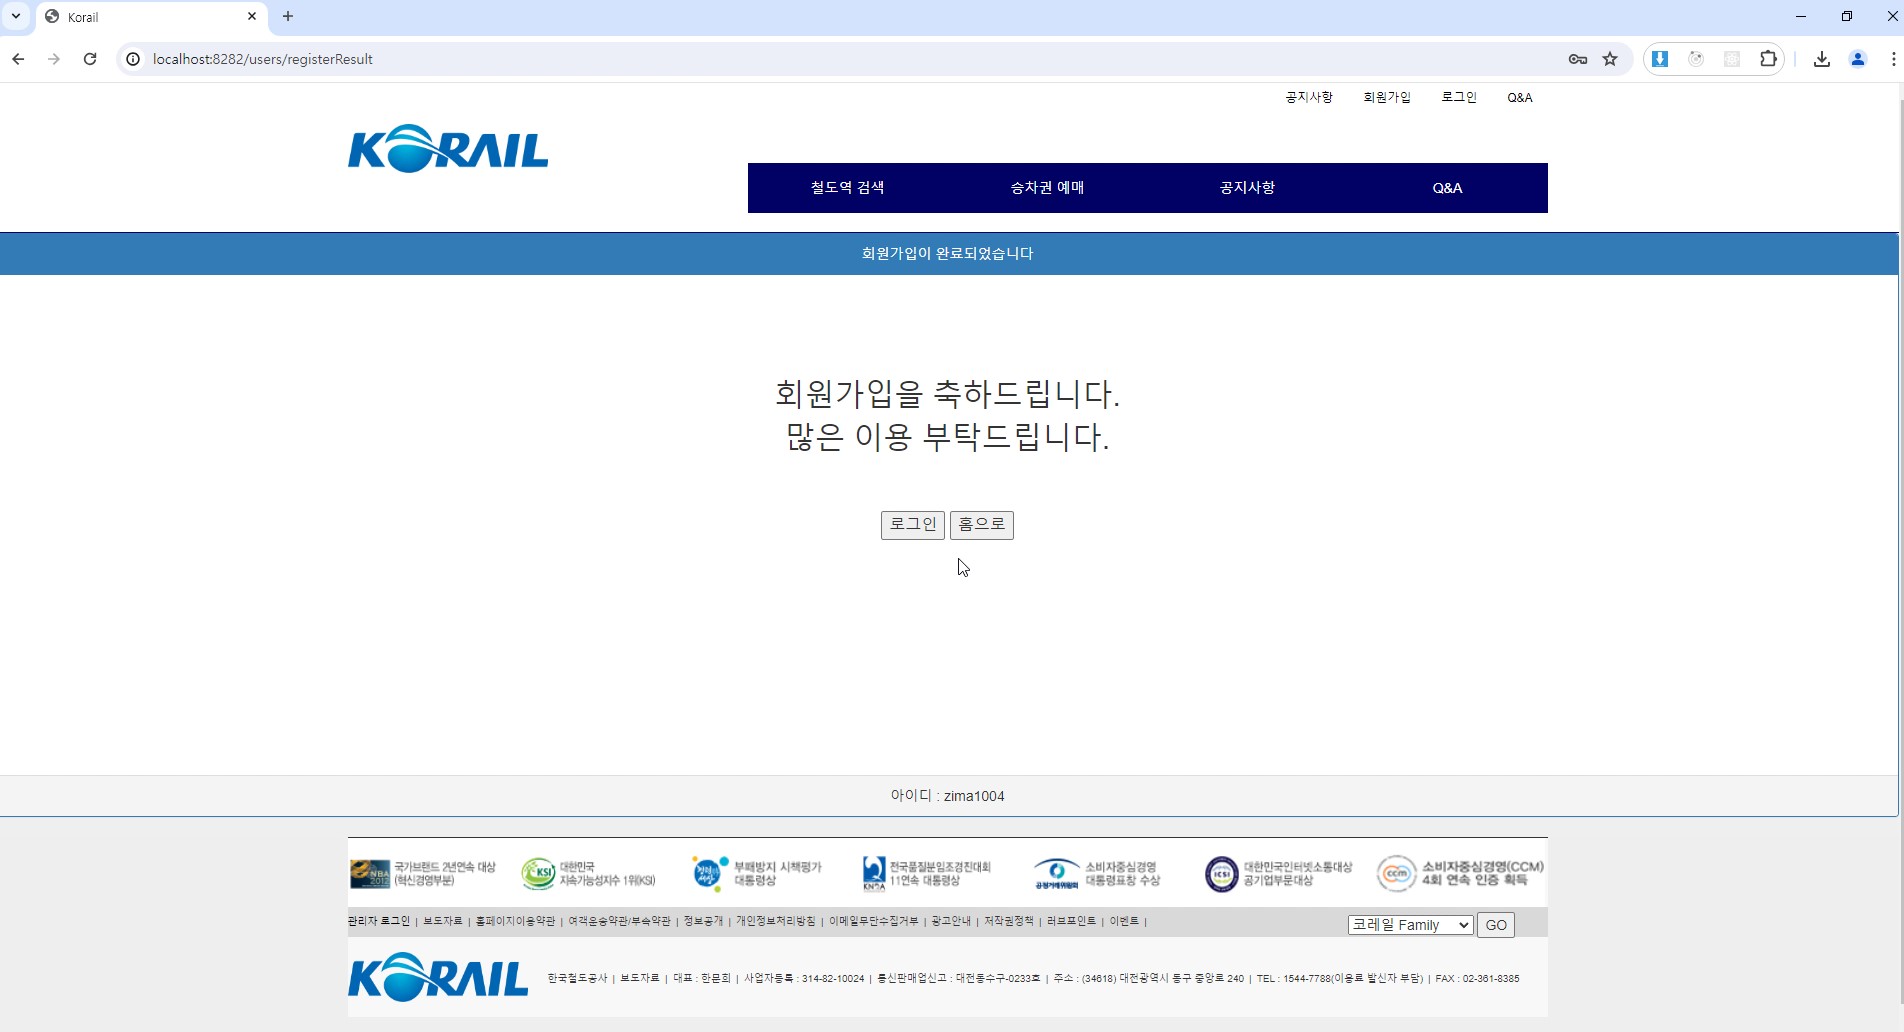 Korail
localhost:8282/users/registerResult
공지사항 회원가입 로그인 Q&A
KORAIL
철도역 검색 승차권 예매 공지사항 Q&A
회원가입이 완료되었습니다
회원가입을 축하드립니다.
많은 이용 부탁드립니다.
로그인 홈으로
아이디 : zima1004
NBA 2012 국가브랜드 2년연속 대상
(혁신경영부분)
KSI 대한민국
지속가능성지수 1위(KSI)
부패방지 시책평가
대통령상
전국품질분임조경진대회
11연속 대통령상
공정거래위원회 소비자중심경영
대통령표창 수상
ICSI 대한민국인터넷소통대상
공기업부문대상
ccm 소비자중심경영(CCM)
4회 연속 인증 획득
관리자 로그인 | 보도자료 | 홈페이지이용약관 | 여객운송약관/부속약관 | 정보공개 | 개인정보처리방침 | 이메일무단수집거부 | 광고안내 | 저작권정책 | 러브포인트 | 이벤트 |
코레일 Family GO
KORAIL
한국철도공사 | 보도자료 | 대표 : 한문희 | 사업자등록 : 314-82-10024 | 통신판매업신고 : 대전동수구-0233호 | 주소 : (34618) 대전광역시 동구 중앙로 240 | TEL : 1544-7788(이용료 발신자 부담) | FAX : 02-361-8385